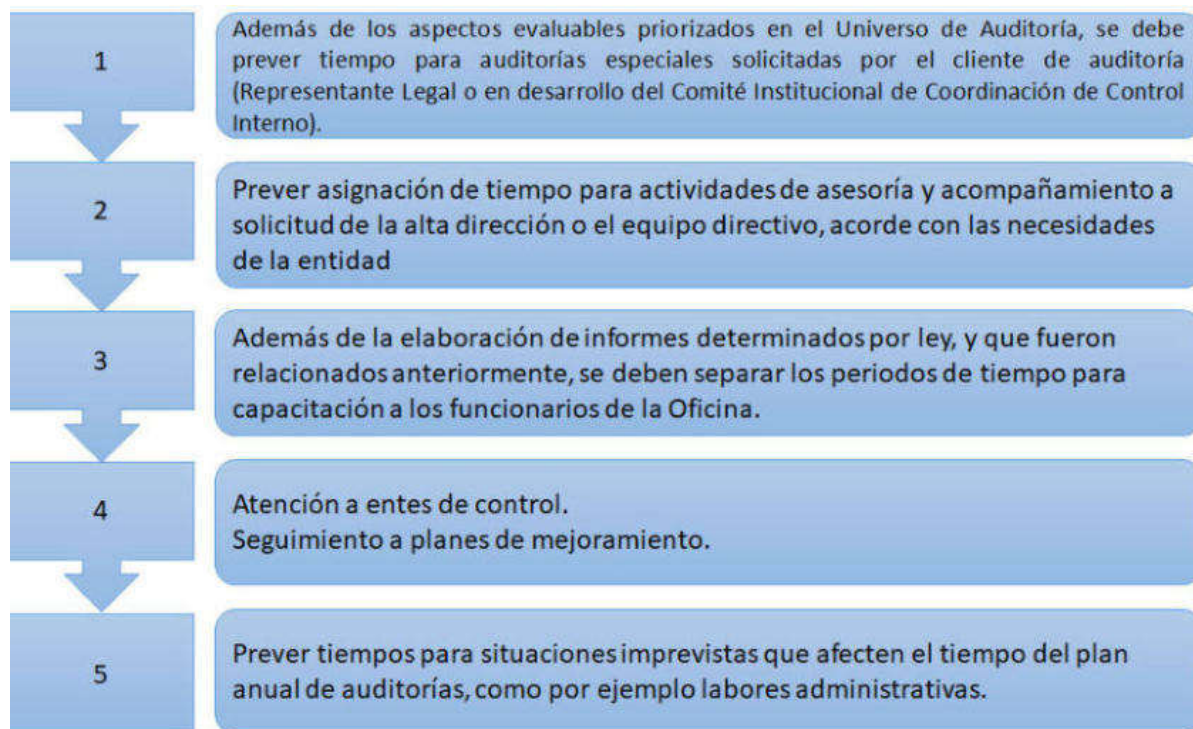 1
Además de los aspectos evaluables priorizados en el Universo de Auditoría, se debe
prever tiempo para auditorías especiales solicitadas por el cliente de auditoría
(Representante Legal o en desarrollo del Comité Institucional de Coordinación de Control
Interno).
2
Prever asignación de tiempo para actividades de asesoría y acompañamiento a
solicitud de la alta dirección o el equipo directivo, acorde con las necesidades
de la entidad
3
Además de la elaboración de informes determinados por ley, y que fueron
relacionados anteriormente, se deben separar los periodos de tiempo para
capacitación a los funcionarios de la Oficina.
4
Atención a entes de control.
Seguimiento a planes de mejoramiento.
5
Prever tiempos para situaciones imprevistas que afecten el tiempo del plan
anual de auditorías, como por ejemplo labores administrativas.